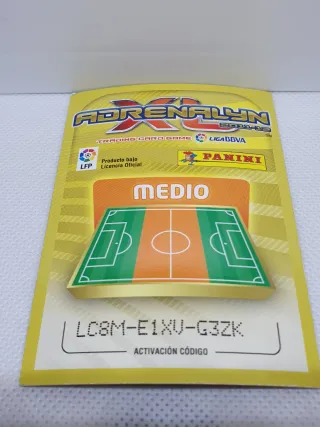 ADRENALYN
XL
TRADING CARD GAME
LIGA BBVA
LFP
Producto bajo
Licencia Oficial
PANINI
MEDIO
LC8M-E1XV-G3ZK
ACTIVACIÓN CÓDIGO